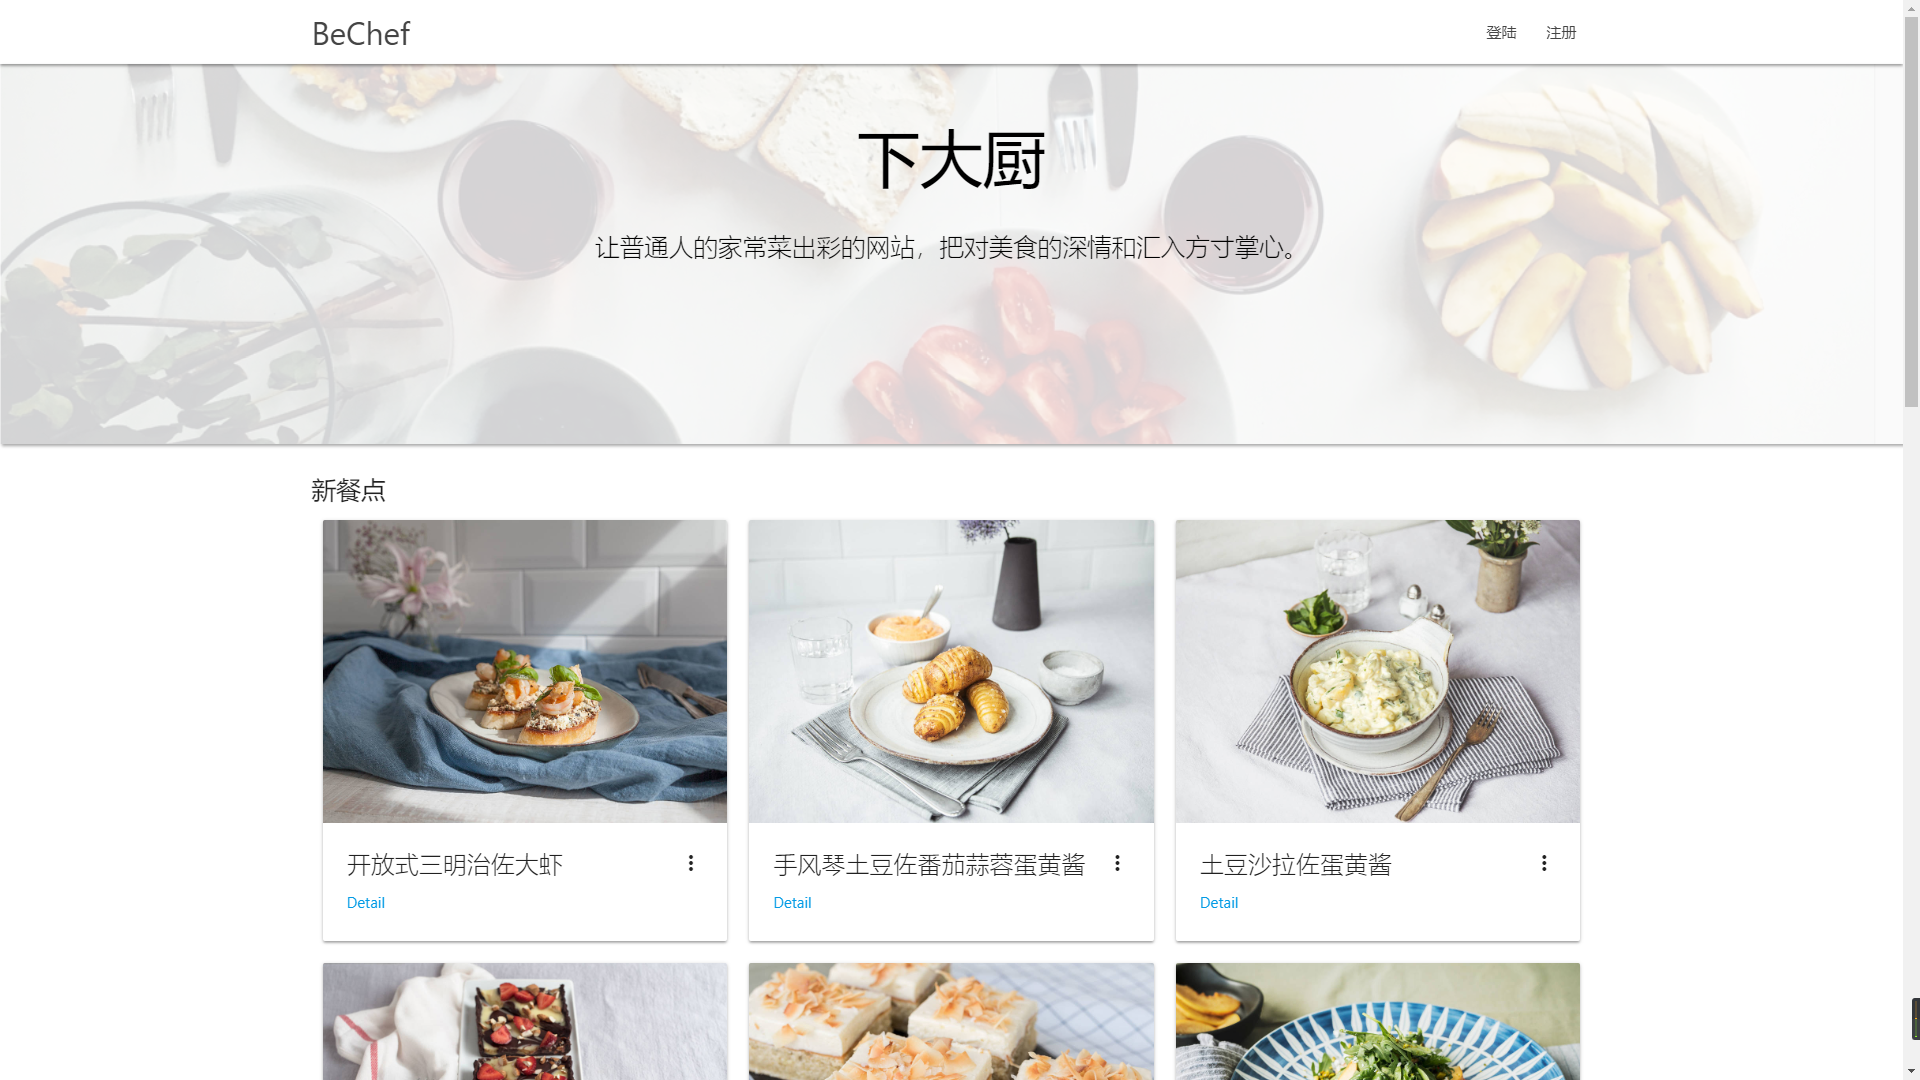 BeChef
登陆 注册
下大厨
让普通人的家常菜出彩的网站，把对美食的深情和汇入方寸掌心。
新餐点
开放式三明治佐大虾
Detail
手风琴土豆佐番茄蒜蓉蛋黄酱
Detail
土豆沙拉佐蛋黄酱
Detail